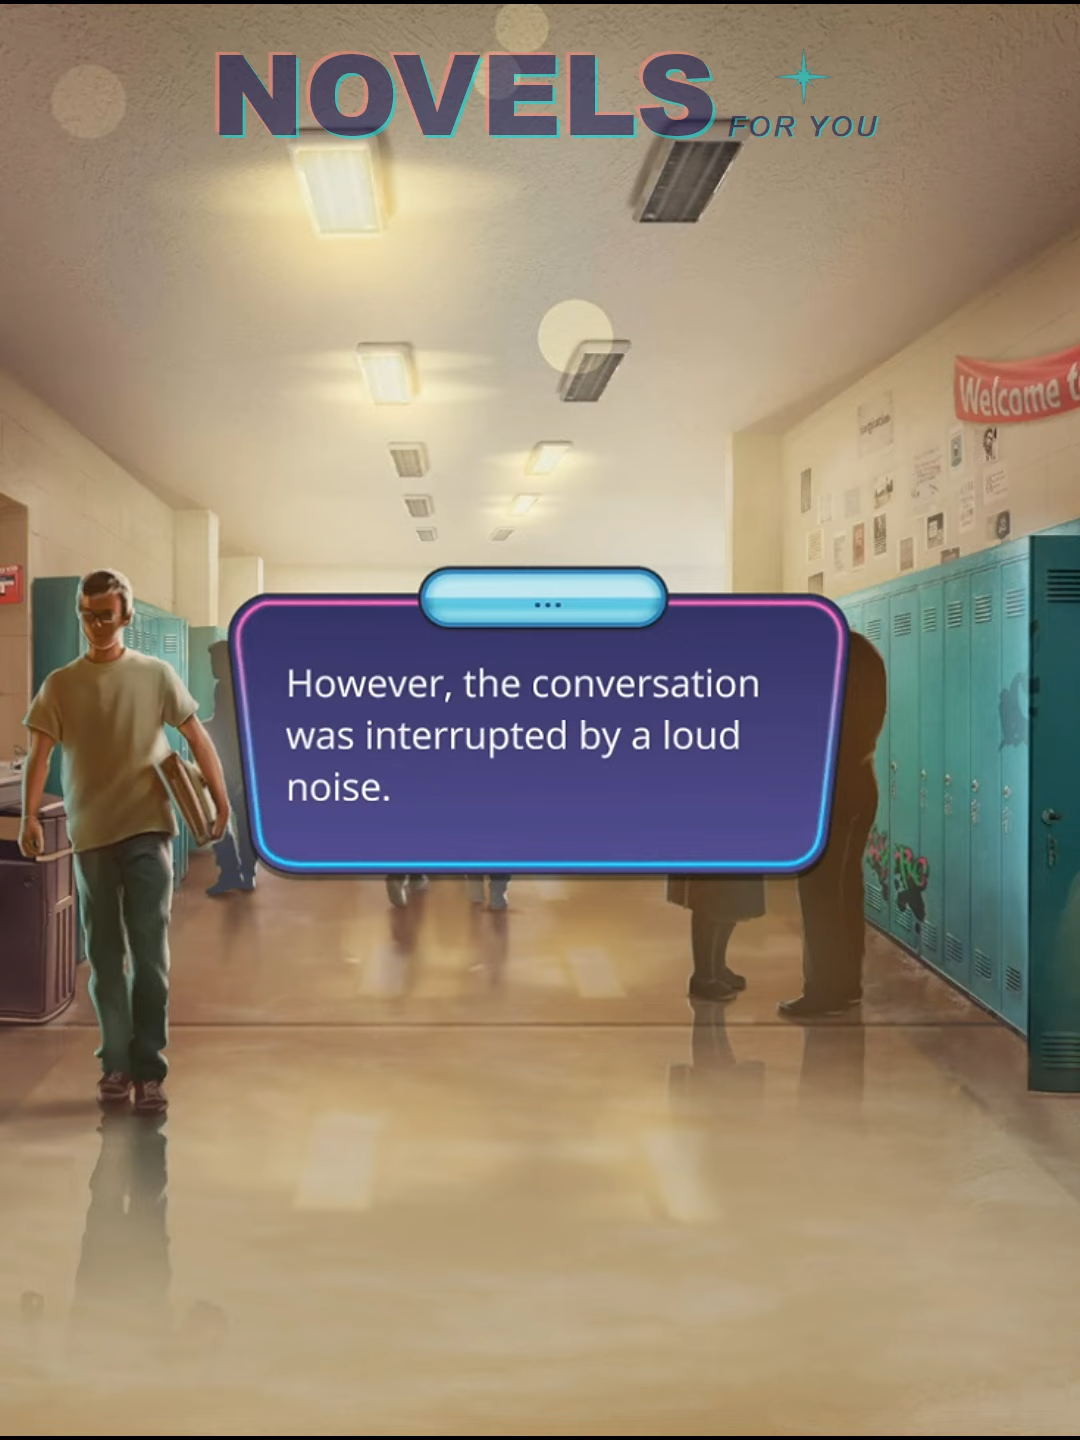 NOVELS
FOR YOU
Welcome t
...
However, the conversation
was interrupted by a loud
noise.